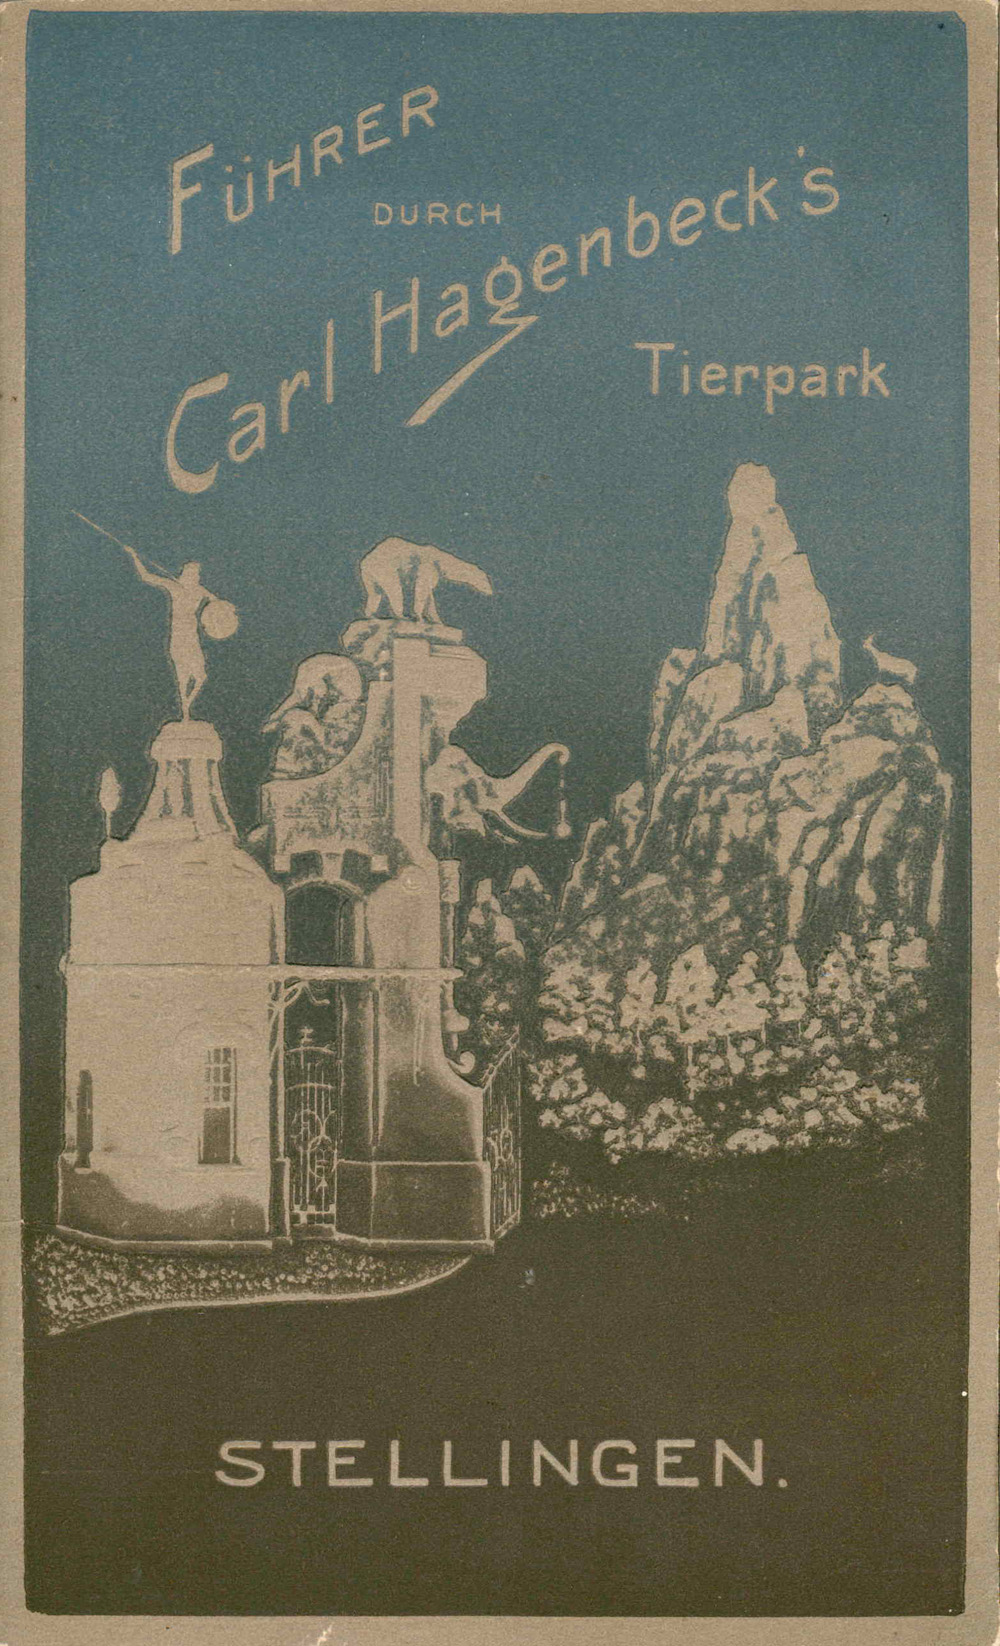 FÜHRER
DURCH
Carl Hagenbeck's
Tierpark
STELLINGEN.